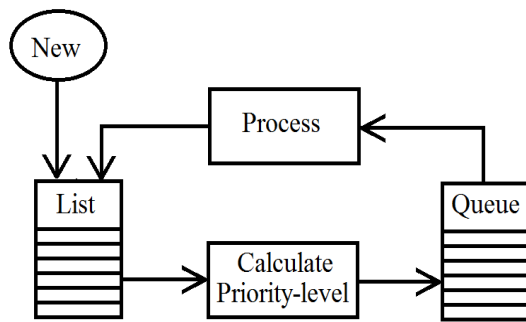 New
Process
List
Queue
Calculate
Priority-level